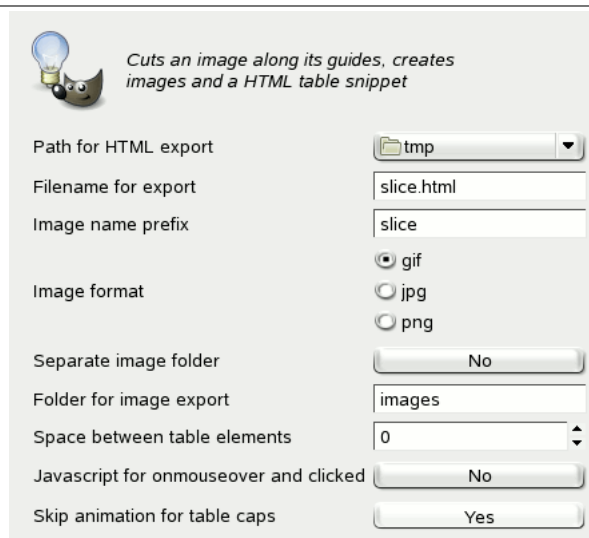 Cuts an image along its guides, creates
images and a HTML table snippet
Path for HTML export tmp
Filename for export slice.html
Image name prefix slice
gif
Image format jpg
png
Separate image folder No
Folder for image export images
Space between table elements 0
Javascript for onmouseover and clicked No
Skip animation for table caps Yes